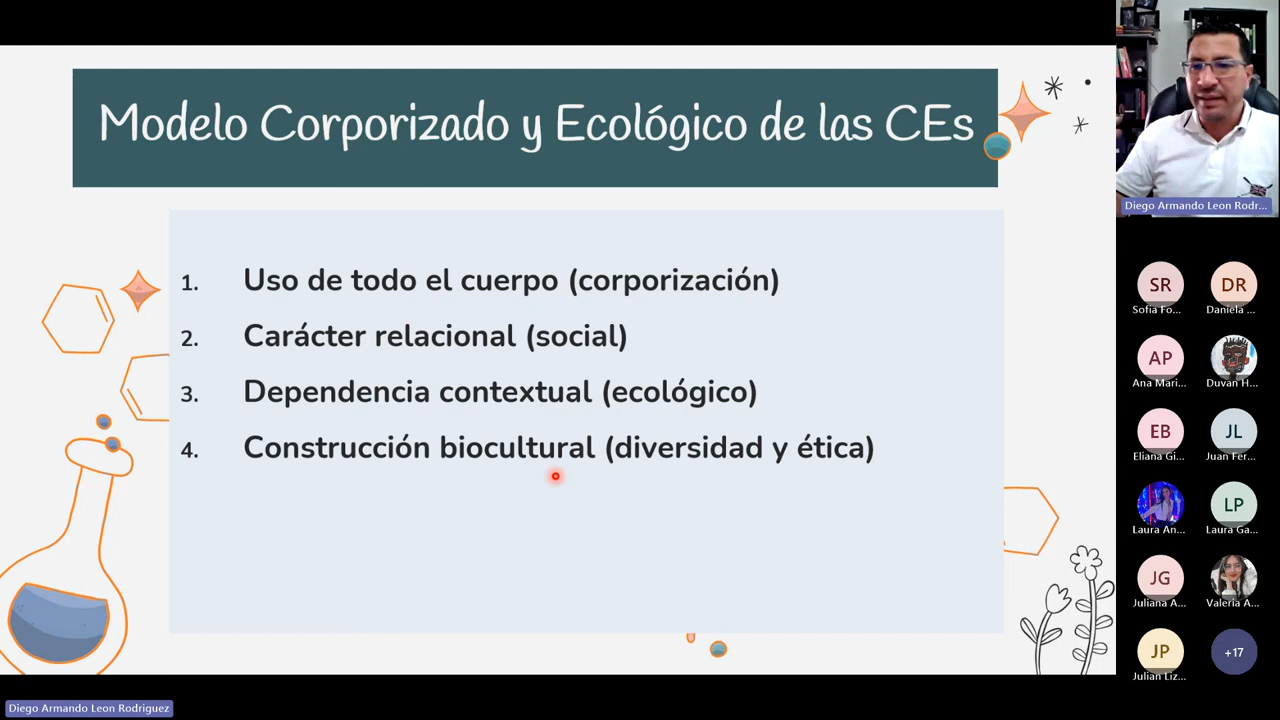 Modelo Corporizado y Ecológico de las CEs
1. Uso de todo el cuerpo (corporización)
2. Carácter relacional (social)
3. Dependencia contextual (ecológico)
4. Construcción biocultural (diversidad y ética)
Diego Armando Leon Rodr...
SR
Sofia Fo...
DR
Daniela ...
AP
Ana Mari...
Duvan H...
EB
Eliana Gi...
JL
Juan Fer...
Laura An...
LP
Laura Ga...
JG
Juliana A...
Valeria A...
JP
Julian Liz...
+17
Diego Armando Leon Rodriguez